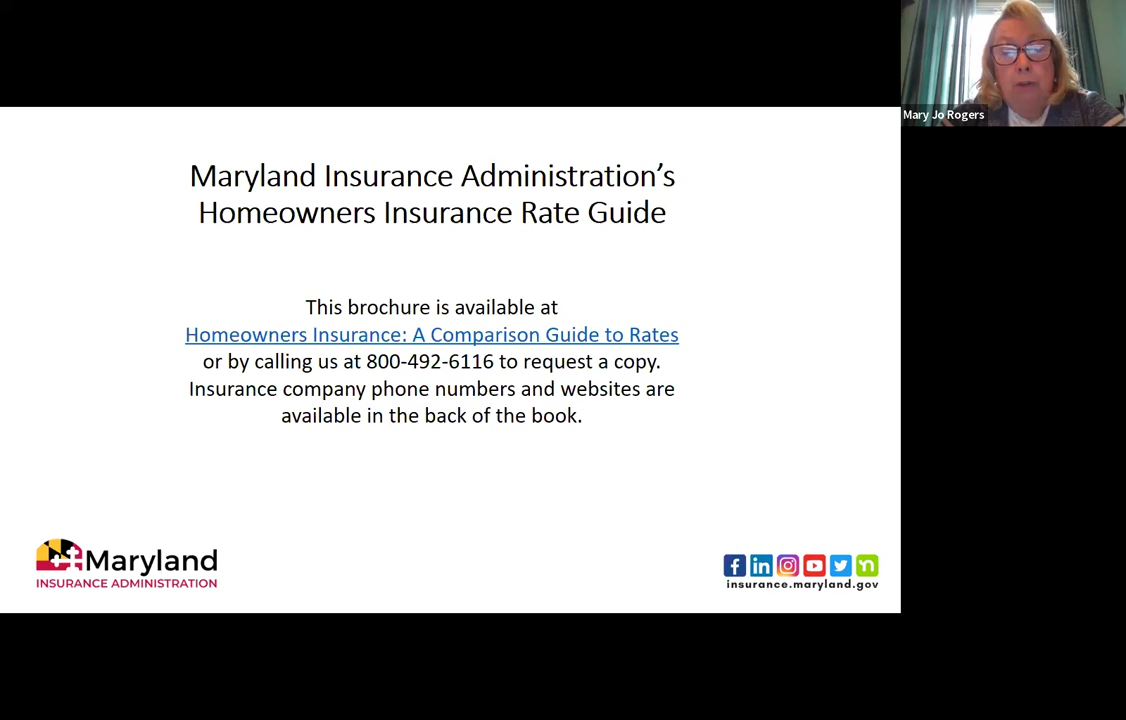 Mary Jo Rogers
Maryland Insurance Administration’s
Homeowners Insurance Rate Guide
This brochure is available at
Homeowners Insurance: A Comparison Guide to Rates
or by calling us at 800-492-6116 to request a copy.
Insurance company phone numbers and websites are
available in the back of the book.
Maryland
INSURANCE ADMINISTRATION
f in
insurance.maryland.gov